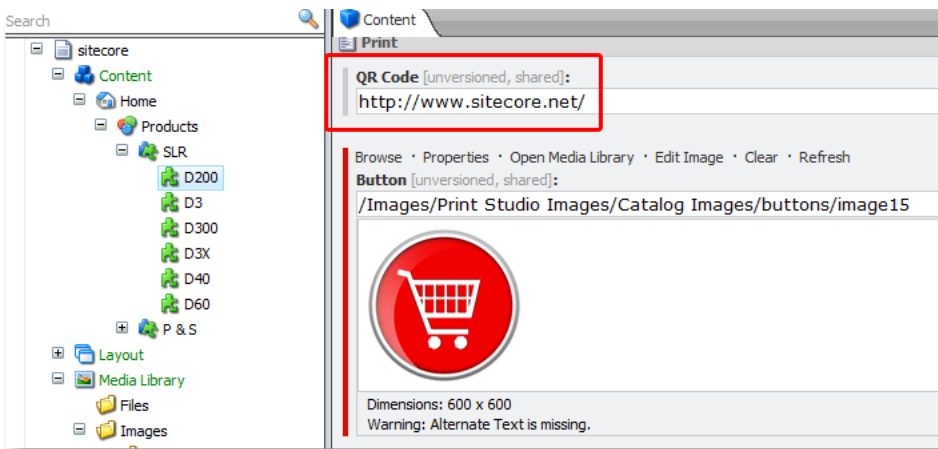 Search
sitecore
Content
Home
Products
SLR
D200
D3
D300
D3X
D40
D60
P & S
Layout
Media Library
Files
Images
Content
Print
QR Code [unversioned, shared]:
http://www.sitecore.net/
Browse · Properties · Open Media Library · Edit Image · Clear · Refresh
Button [unversioned, shared]:
/Images/Print Studio Images/Catalog Images/buttons/image15
Dimensions: 600 x 600
Warning: Alternate Text is missing.